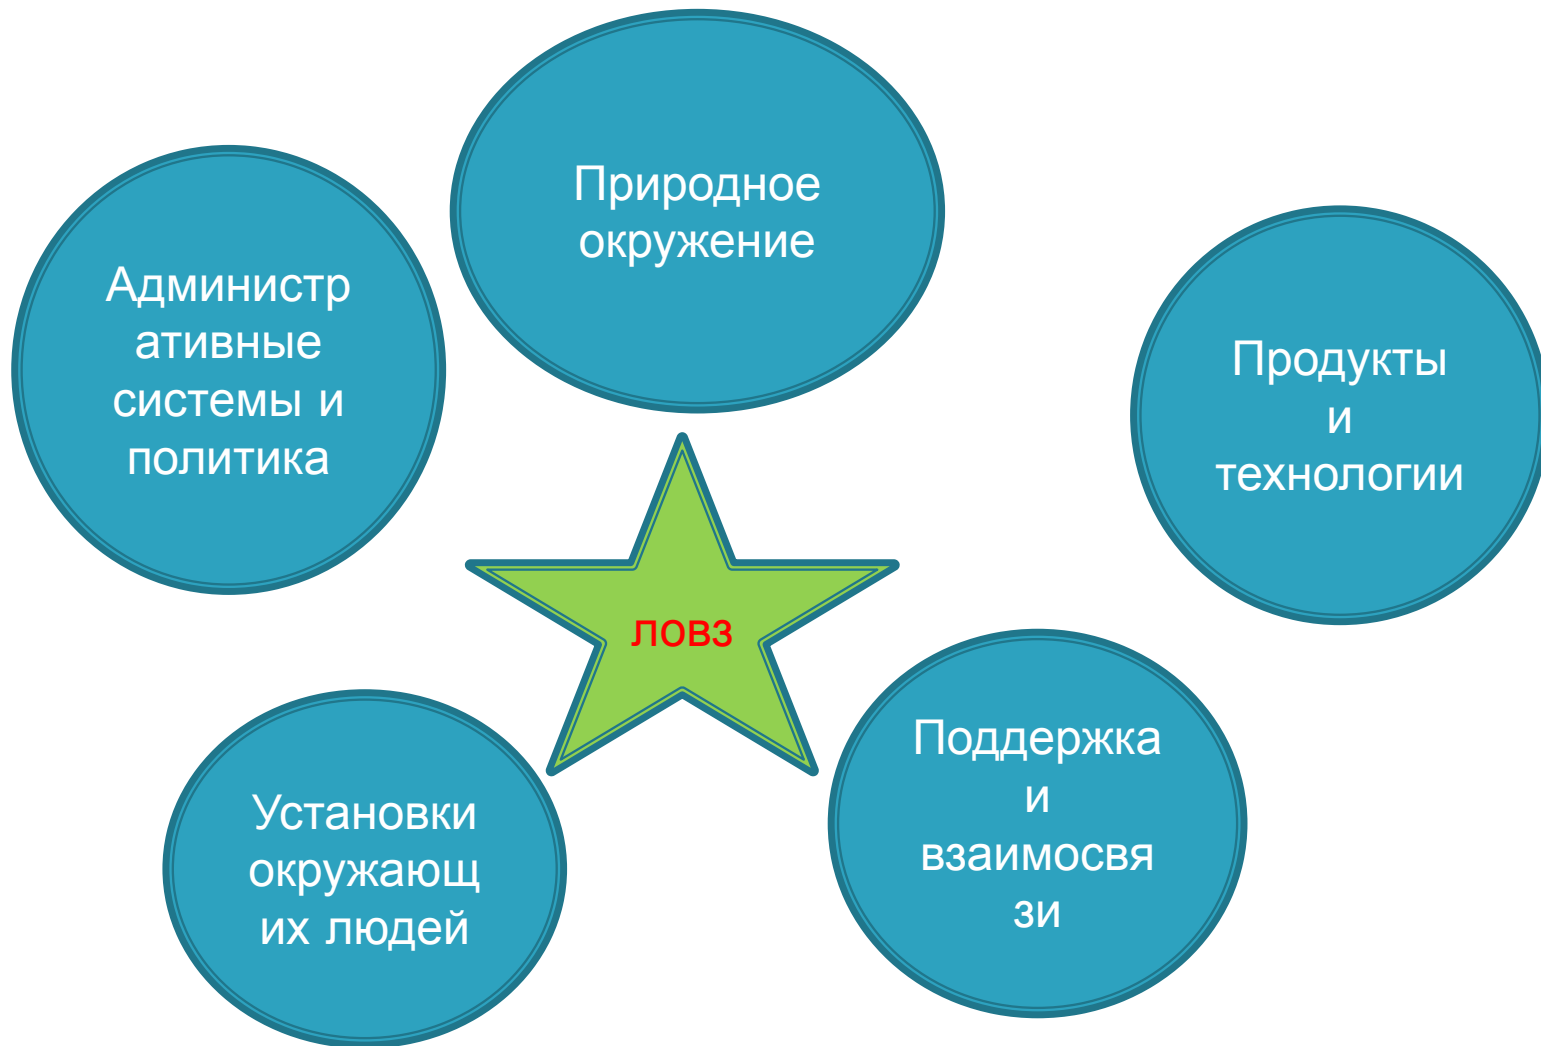 Природное
окружение
Администр
ативные
системы и
политика
Продукты
и
технологии
ловз
Поддержка
и
взаимосвя
зи
Установки
окружающ
их людей